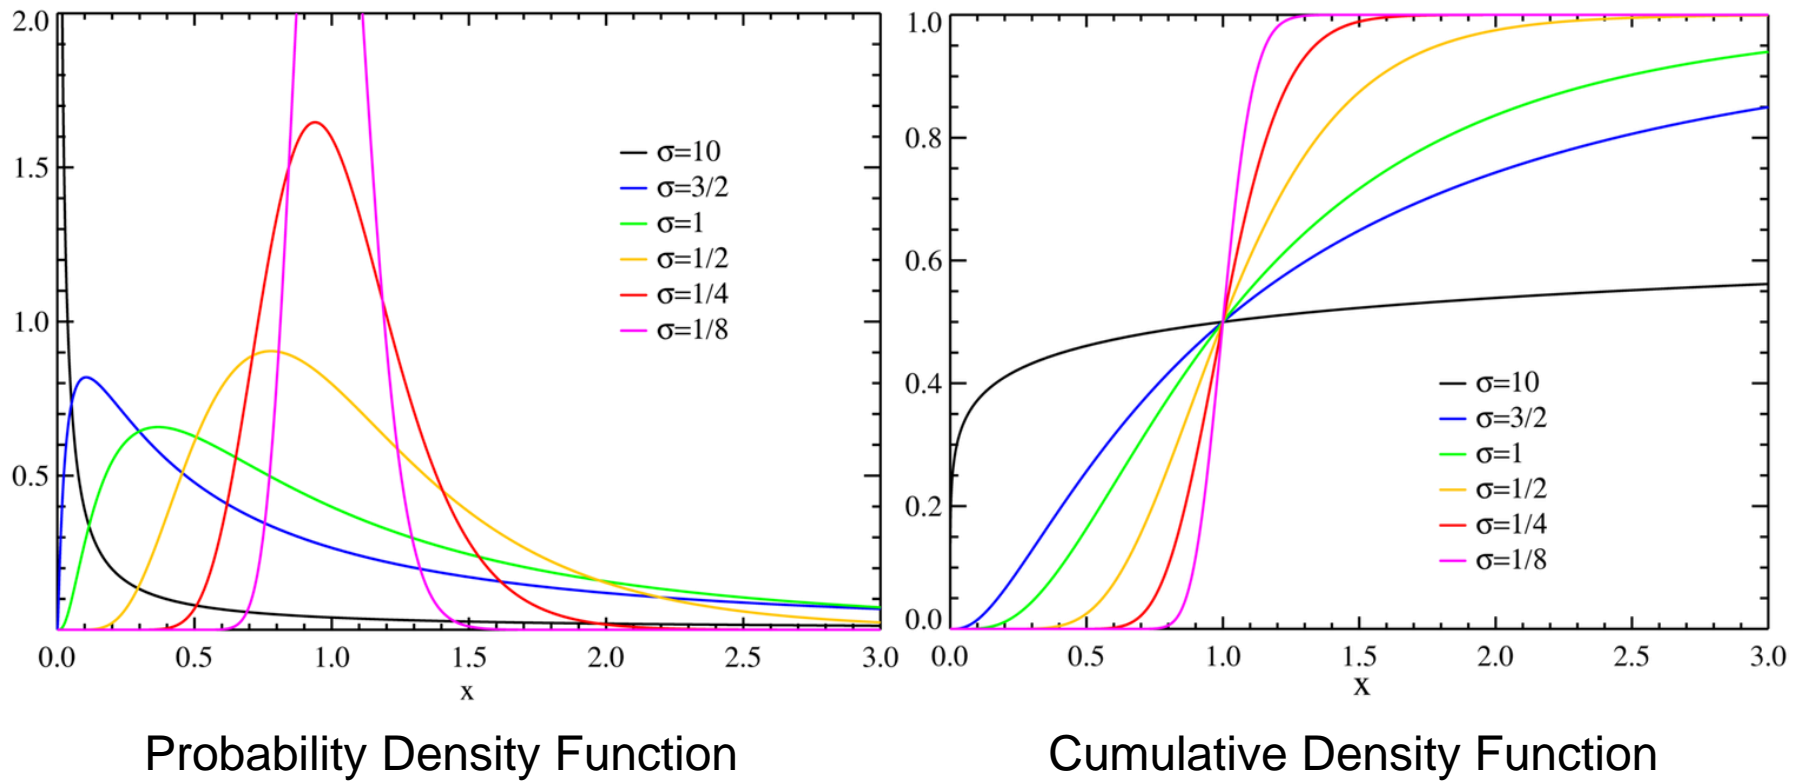 2.0
1.5
1.0
0.5
0.0 0.5 1.0 1.5 2.0 2.5 3.0
x
σ=10
σ=3/2
σ=1
σ=1/2
σ=1/4
σ=1/8
Probability Density Function
1.0
0.8
0.6
0.4
0.2
0.0
0.0 0.5 1.0 1.5 2.0 2.5 3.0
x
σ=10
σ=3/2
σ=1
σ=1/2
σ=1/4
σ=1/8
Cumulative Density Function